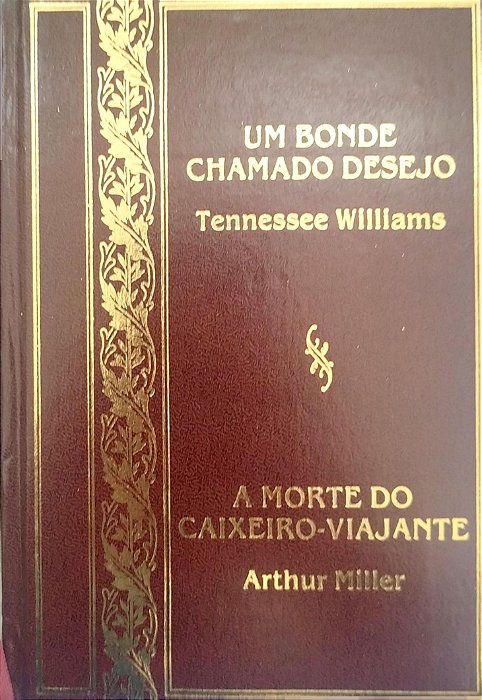 UM BONDE
CHAMADO DESEJO
Tennessee Williams
A MORTE DO
CAIXEIRO-VIAJANTE
Arthur Miller